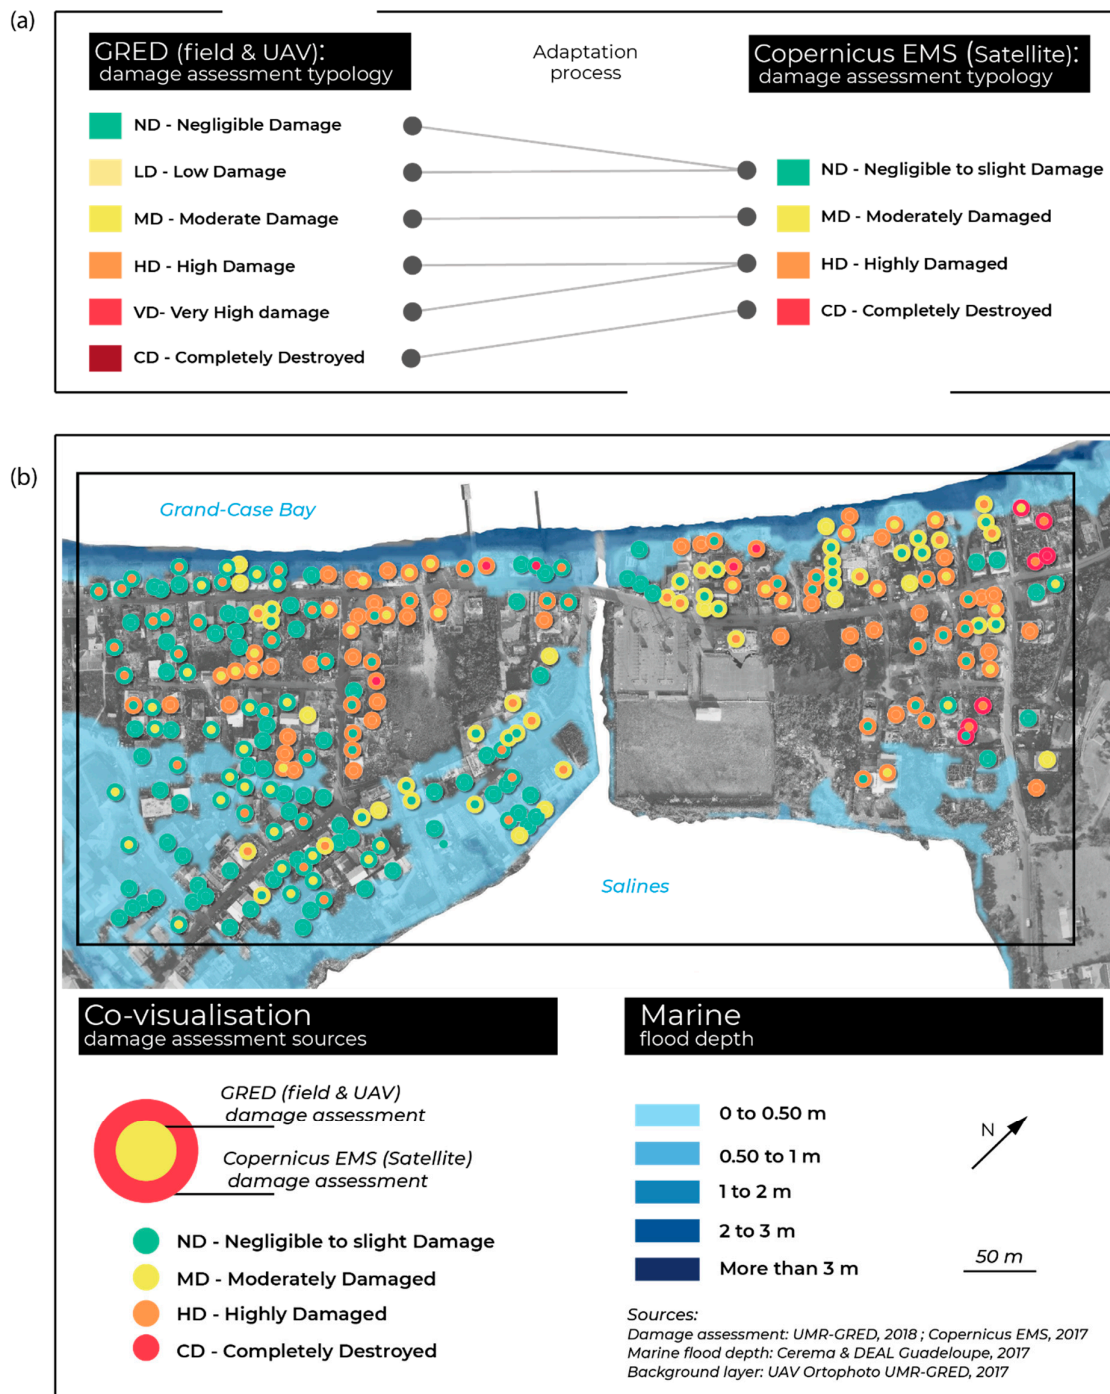 (a)
GRED (field & UAV):
damage assessment typology
Adaptation
process
Copernicus EMS (Satellite):
damage assessment typology
ND - Negligible Damage
LD - Low Damage
MD - Moderate Damage
HD - High Damage
VD- Very High damage
CD - Completely Destroyed
ND - Negligible to slight Damage
MD - Moderately Damaged
HD - Highly Damaged
CD - Completely Destroyed
(b)
Grand-Case Bay
Salines
Co-visualisation
damage assessment sources
GRED (field & UAV)
damage assessment
Copernicus EMS (Satellite)
damage assessment
ND - Negligible to slight Damage
MD - Moderately Damaged
HD - Highly Damaged
CD - Completely Destroyed
Marine
flood depth
0 to 0.50 m
0.50 to 1 m
1 to 2 m
2 to 3 m
More than 3 m
N
50 m
Sources:
Damage assessment: UMR-GRED, 2018 ; Copernicus EMS, 2017
Marine flood depth: Cerema & DEAL Guadeloupe, 2017
Background layer: UAV Ortophoto UMR-GRED, 2017